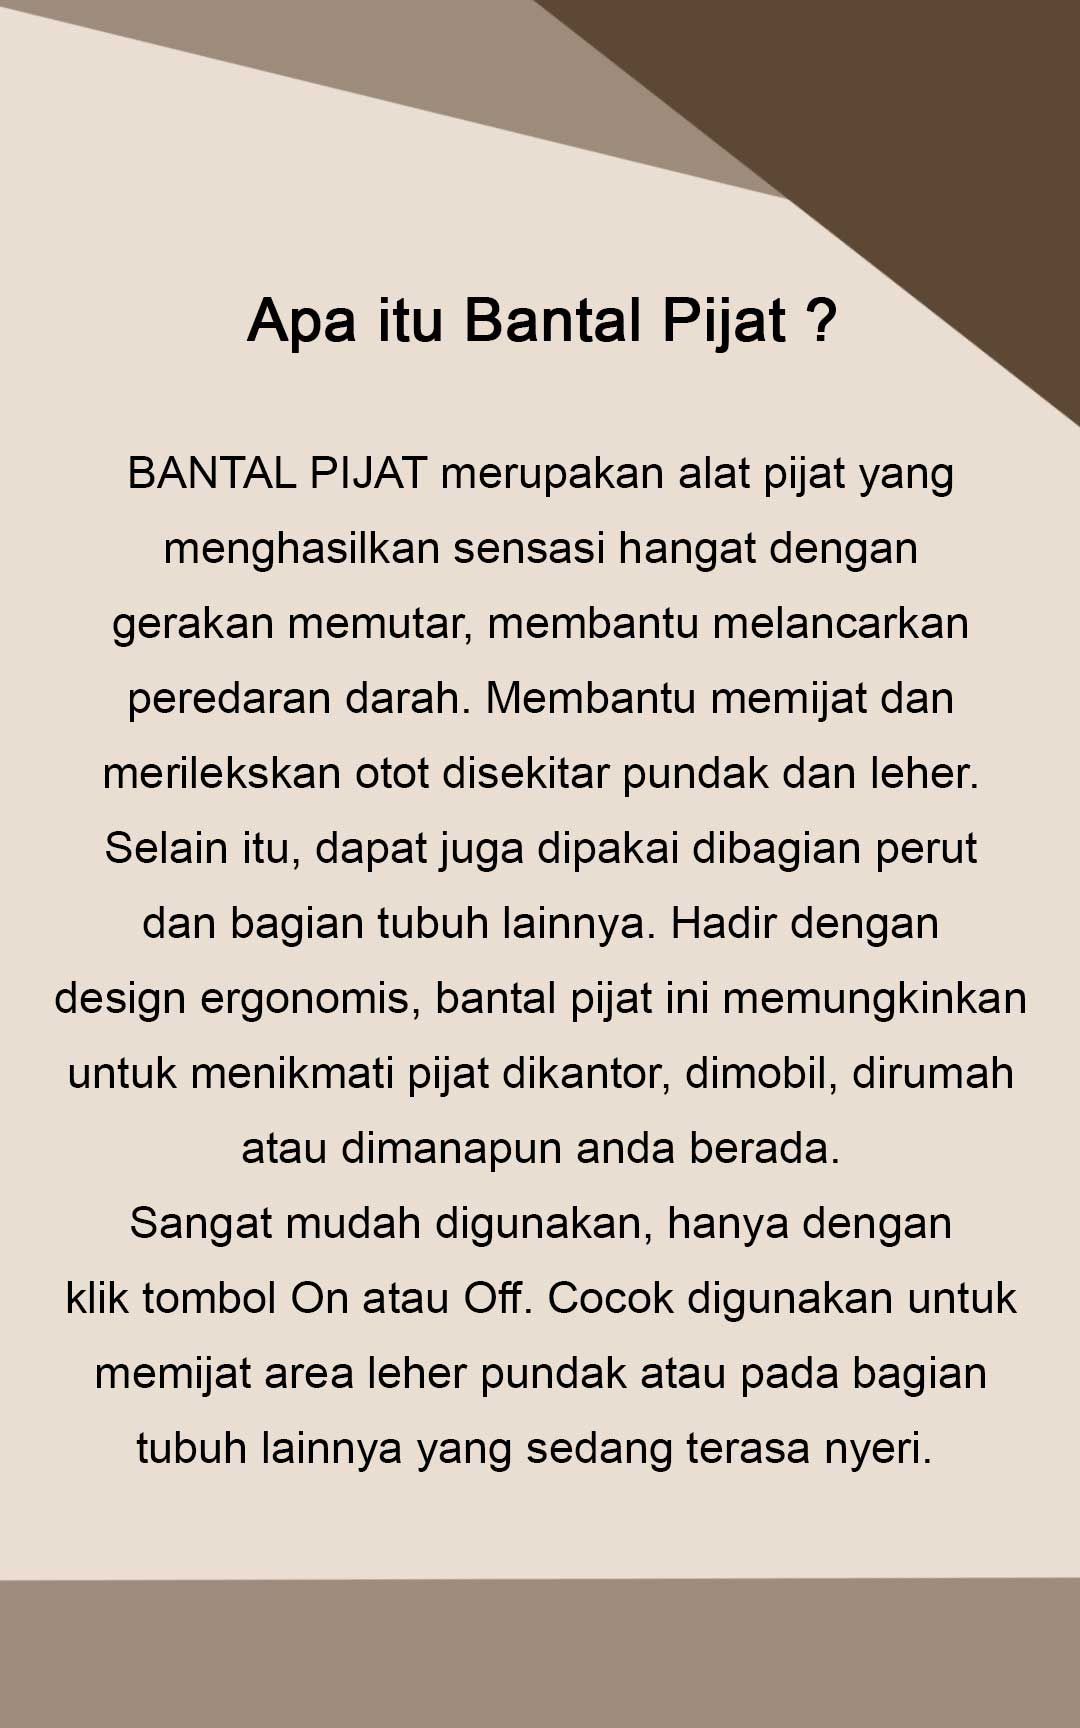 Apa itu Bantal Pijat ?
BANTAL PIJAT merupakan alat pijat yang
menghasilkan sensasi hangat dengan
gerakan memutar, membantu melancarkan
peredaran darah. Membantu memijat dan
merilekskan otot disekitar pundak dan leher.
Selain itu, dapat juga dipakai dibagian perut
dan bagian tubuh lainnya. Hadir dengan
design ergonomis, bantal pijat ini memungkinkan
untuk menikmati pijat dikantor, dimobil, dirumah
atau dimanapun anda berada.
Sangat mudah digunakan, hanya dengan
klik tombol On atau Off. Cocok digunakan untuk
memijat area leher pundak atau pada bagian
tubuh lainnya yang sedang terasa nyeri.